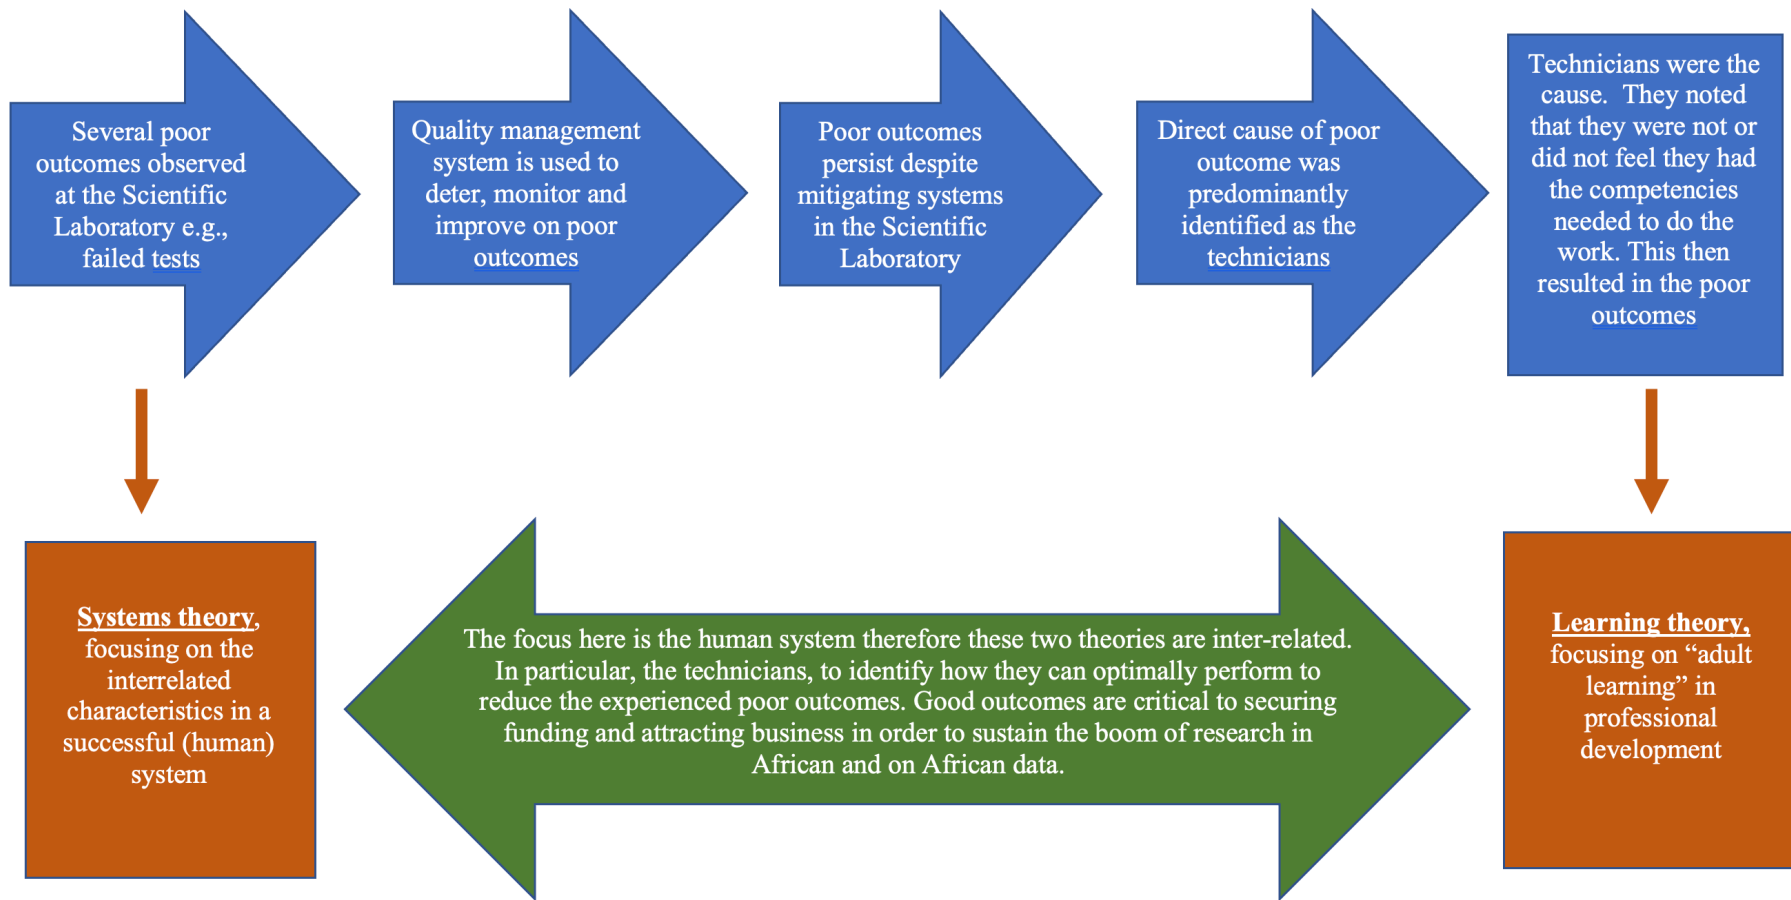 Several poor
outcomes observed
at the Scientific
Laboratory e.g.,
failed tests
Quality management
system is used to
deter, monitor and
improve on poor
outcomes
Poor outcomes
persist despite
mitigating systems
in the Scientific
Laboratory
Direct cause of poor
outcome was
predominantly
identified as the
technicians
Technicians were the
cause.  They noted
that they were not or
did not feel they had
the competencies
needed to do the
work. This then
resulted in the poor
outcomes
Systems theory,
focusing on the
interrelated
characteristics in a
successful (human)
system
The focus here is the human system therefore these two theories are inter-related.
In particular, the technicians, to identify how they can optimally perform to
reduce the experienced poor outcomes. Good outcomes are critical to securing
funding and attracting business in order to sustain the boom of research in
African and on African data.
Learning theory,
focusing on “adult
learning” in
professional
development